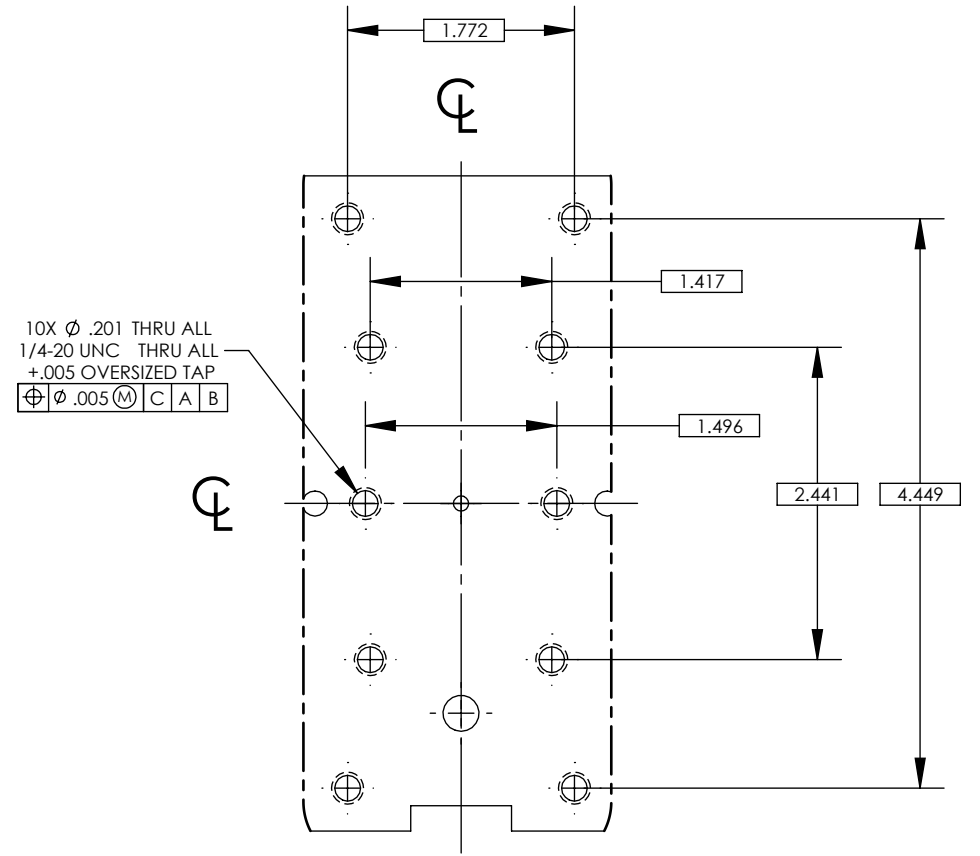 1.772
℄
1.417
10X Ø .201 THRU ALL
1/4-20 UNC THRU ALL
+.005 OVERSIZED TAP
⌖ Ø .005 Ⓜ C A B
1.496
℄
2.441
4.449